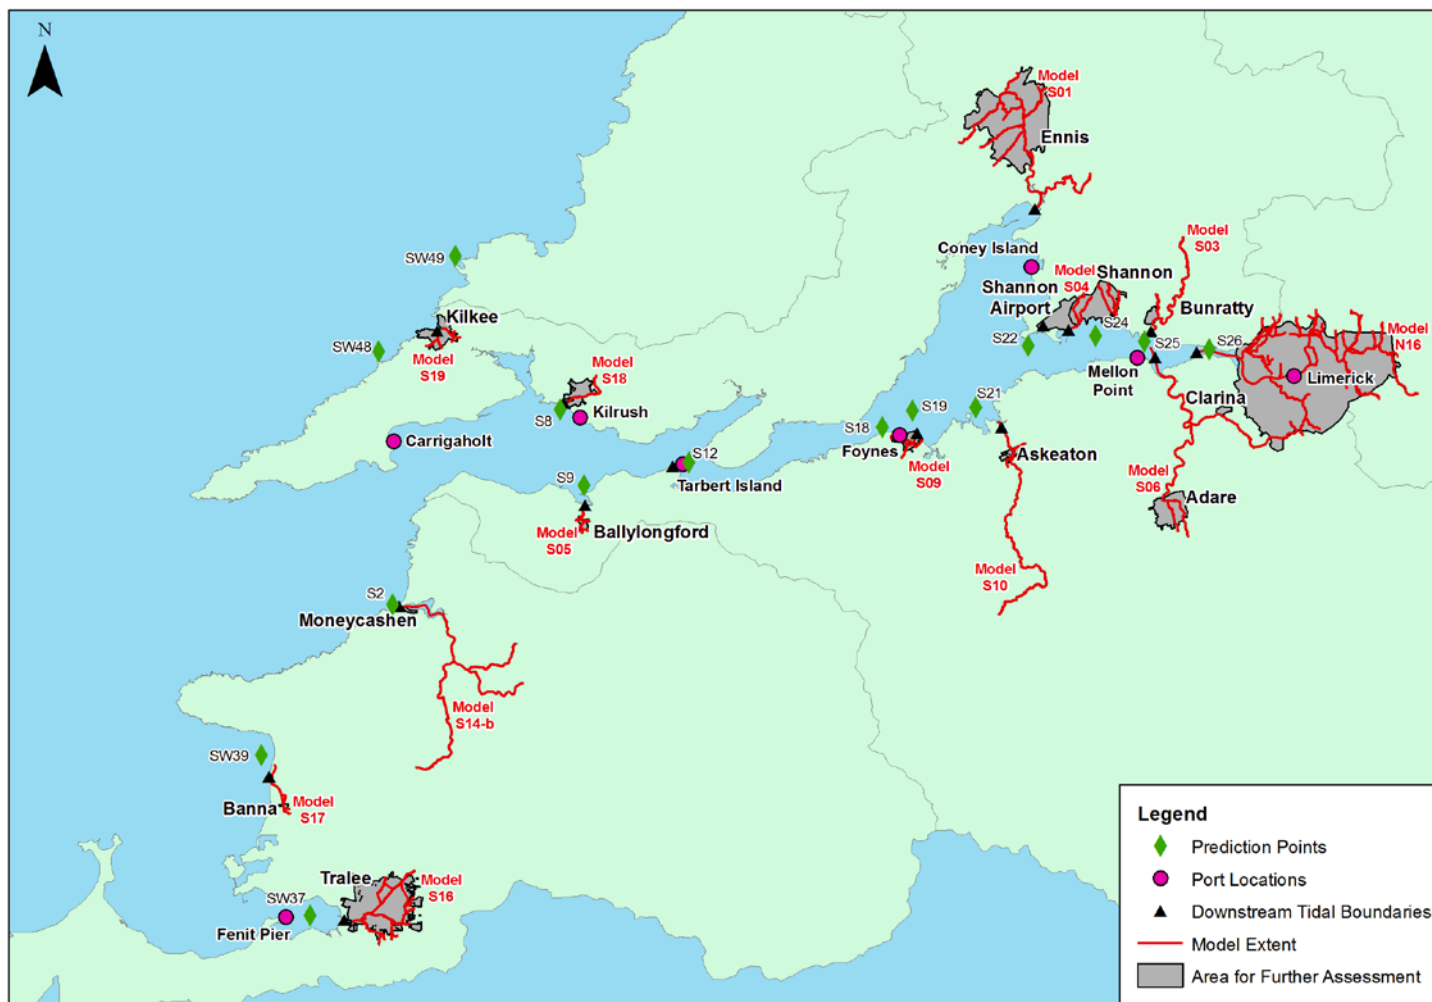 N
Model
S01
Ennis
SW49
Coney Island
Model
S04
Shannon
Model
S03
Shannon
Airport
Bunratty
Kilkee
SW48
Model
S19
S22
S24
S25
S26
Model
N16
Model
S18
Mellon
Point
Limerick
S8
Kilrush
Clarina
Carrigaholt
S18
S19
S21
Foynes
Model
S09
Askeaton
Model
S06
Adare
S12
Tarbert Island
S9
Model
S05
Ballylongford
Model
S10
S2
Moneycashen
Model
S14-b
SW39
Banna
Model
S17
Tralee
Model
S16
SW37
Fenit Pier
Legend
Prediction Points
Port Locations
Downstream Tidal Boundaries
Model Extent
Area for Further Assessment